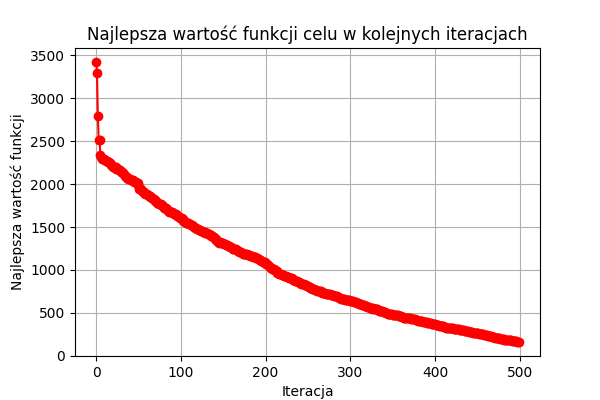 Najlepsza wartość funkcji celu w kolejnych iteracjach
3500
3000
2500
2000
1500
1000
500
0
Najlepsza wartość funkcji
0 100 200 300 400 500
Iteracja